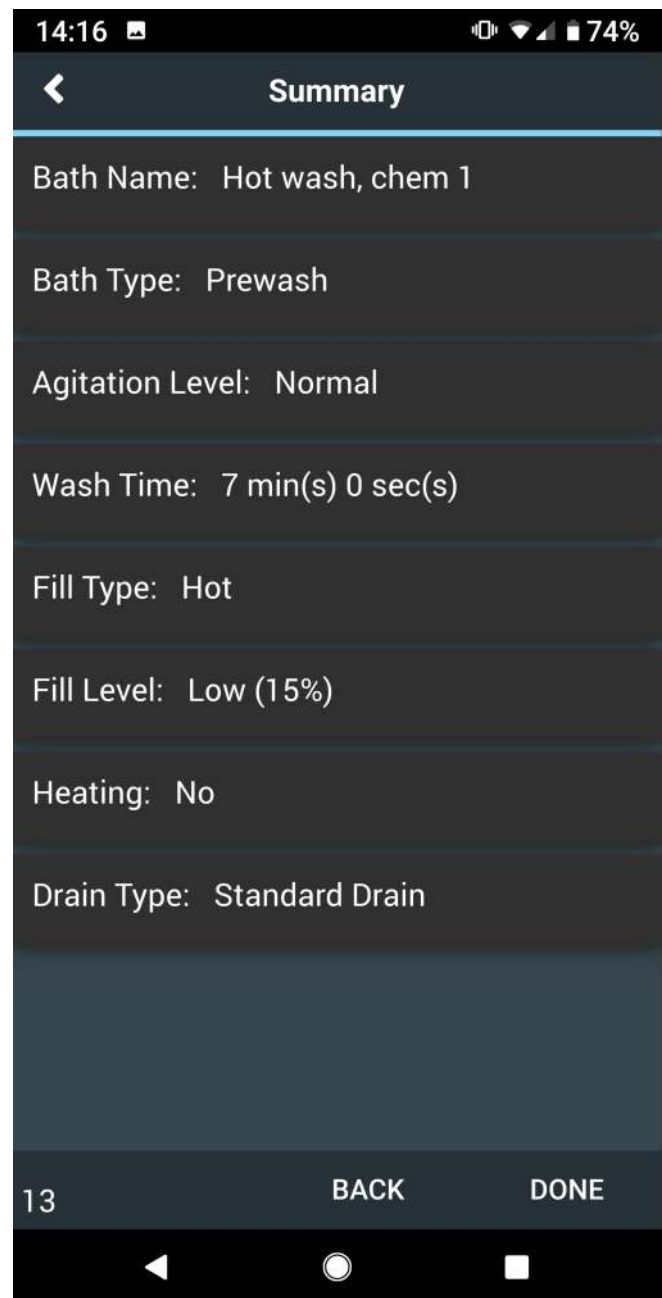 14:16 74%
Summary
Bath Name: Hot wash, chem 1
Bath Type: Prewash
Agitation Level: Normal
Wash Time: 7 min(s) 0 sec(s)
Fill Type: Hot
Fill Level: Low (15%)
Heating: No
Drain Type: Standard Drain
13 BACK DONE